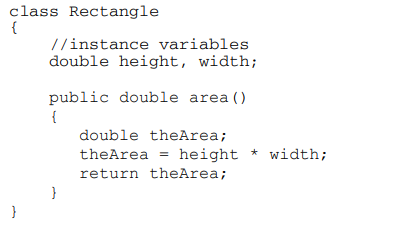 class Rectangle
{
    //instance variables
    double height, width;

    public double area()
    {
       double theArea;
       theArea = height * width;
       return theArea;
    }
}